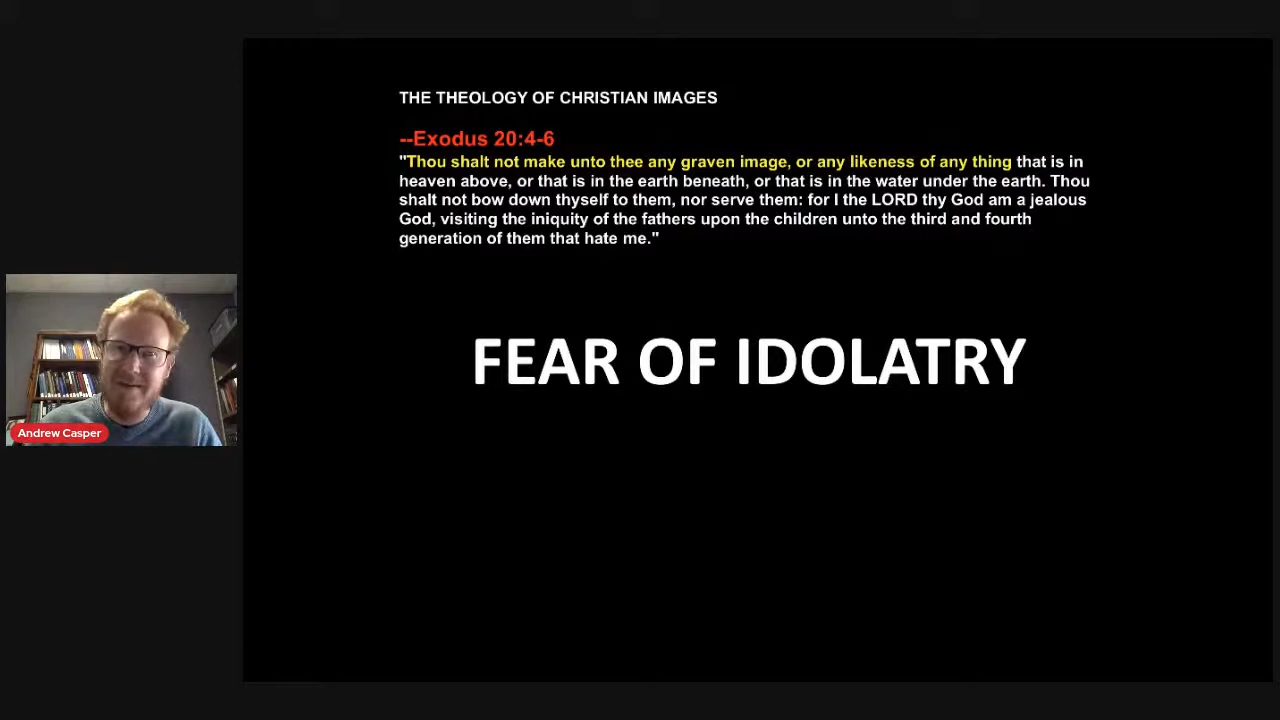 THE THEOLOGY OF CHRISTIAN IMAGES
--Exodus 20:4-6
"Thou shalt not make unto thee any graven image, or any likeness of any thing that is in
heaven above, or that is in the earth beneath, or that is in the water under the earth. Thou
shalt not bow down thyself to them, nor serve them: for I the LORD thy God am a jealous
God, visiting the iniquity of the fathers upon the children unto the third and fourth
generation of them that hate me."
FEAR OF IDOLATRY
Andrew Casper